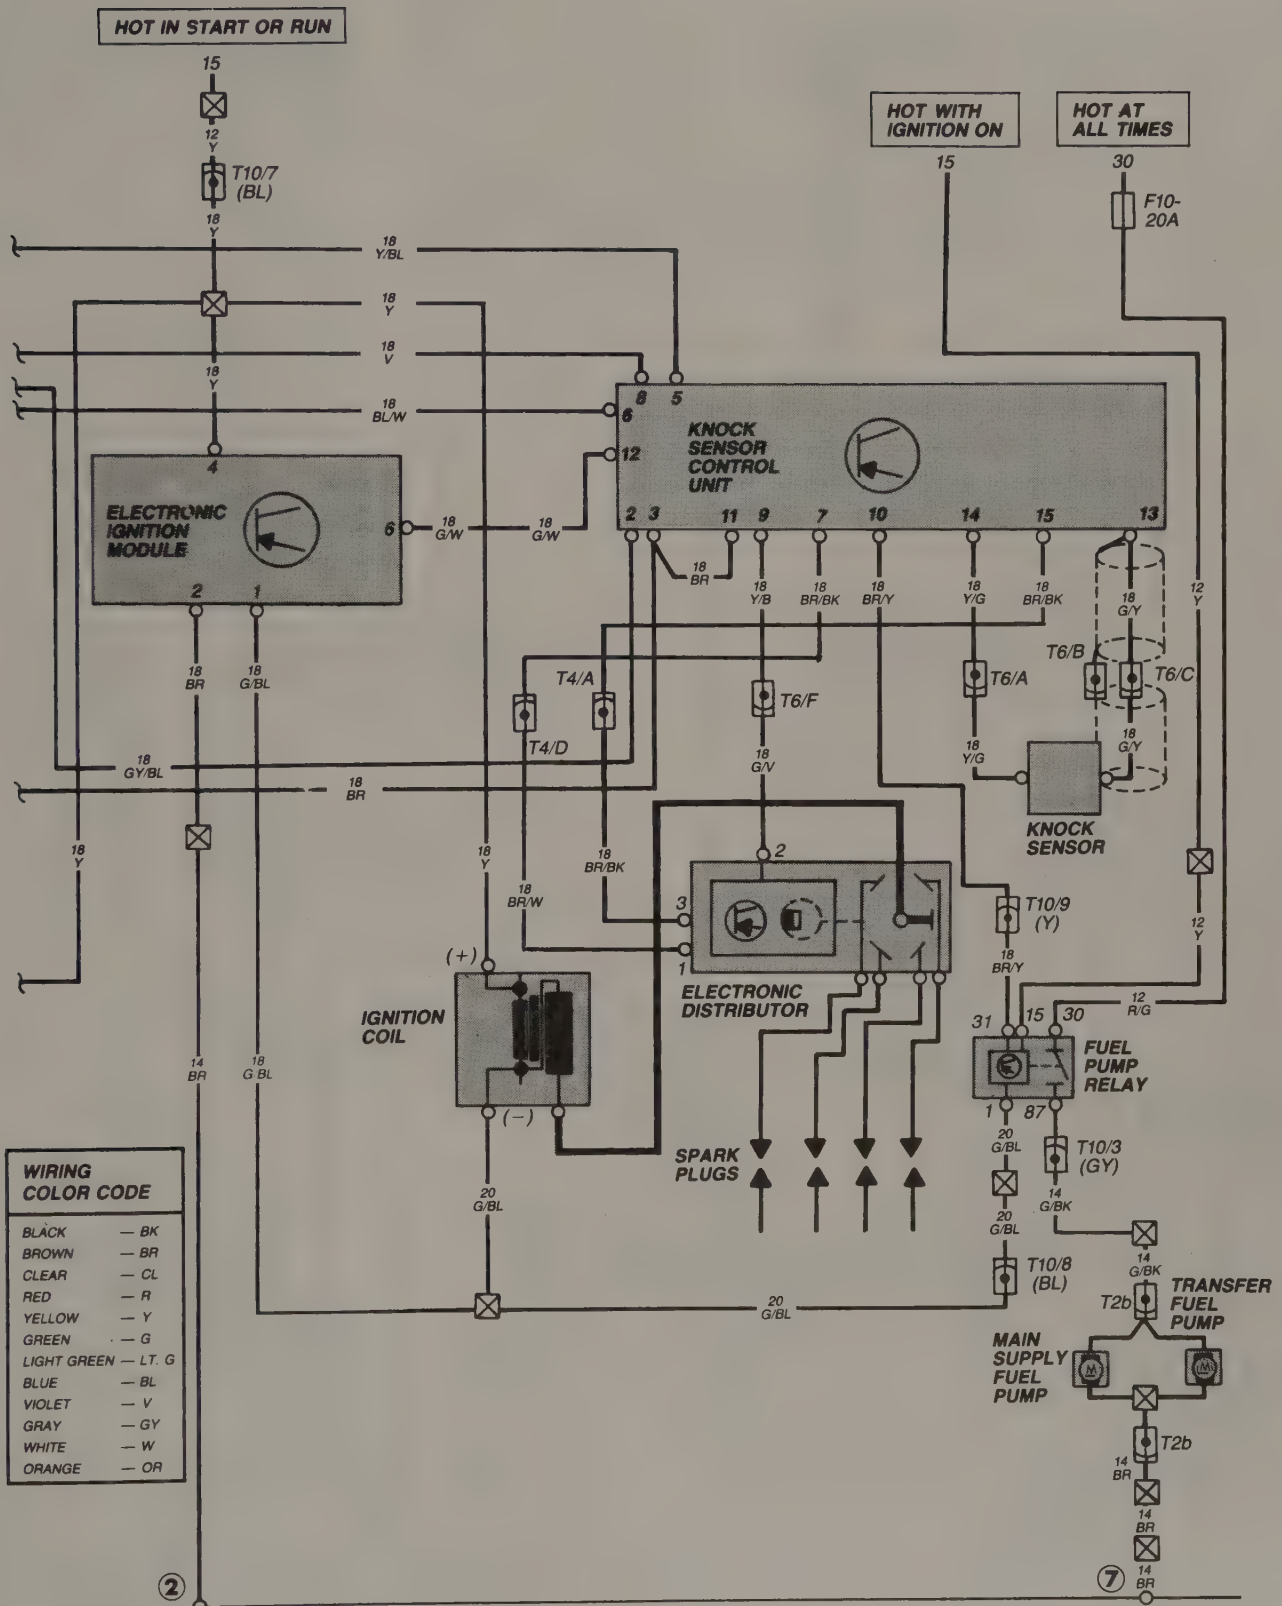 HOT IN START OR RUN
15
12
Y
T10/7
(BL)
18
Y
HOT WITH
IGNITION ON
15
HOT AT
ALL TIMES
30
F10-
20A
18
Y/BL
18
Y
18
V
18
Y
18
BL/W
8
5
6
12
KNOCK
SENSOR
CONTROL
UNIT
2
3
11
9
7
10
14
15
13
4
ELECTRONIC
IGNITION
MODULE
6
2
1
18
G/W
18
G/W
18
BR
18
Y/B
18
BR/BK
18
BR/Y
18
Y/G
18
BR/BK
18
G/Y
12
Y
18
BR
18
G/BL
T4/A
T4/D
T6/F
T6/A
T6/B
T6/C
18
GY/BL
18
BR
18
G/V
18
Y/G
18
G/Y
KNOCK
SENSOR
18
Y
18
Y
18
BR/BK
18
BR/W
2
3
1
ELECTRONIC
DISTRIBUTOR
T10/9
(Y)
12
Y
18
BR/Y
(+)
IGNITION
COIL
(-)
12
R/G
31
15
30
FUEL
PUMP
RELAY
1
87
14
BR
18
G BL
20
G/BL
SPARK
PLUGS
20
G/BL
T10/3
(GY)
20
G/BL
14
G/BK
T10/8
(BL)
14
G/BK
20
G/BL
T2b
TRANSFER
FUEL
PUMP
MAIN
SUPPLY
FUEL
PUMP
M
M
T2b
14
BR
14
BR
14
BR
WIRING
COLOR CODE
BLACK — BK
BROWN — BR
CLEAR — CL
RED — R
YELLOW — Y
GREEN — G
LIGHT GREEN — LT. G
BLUE — BL
VIOLET — V
GRAY — GY
WHITE — W
ORANGE — OR
2
7